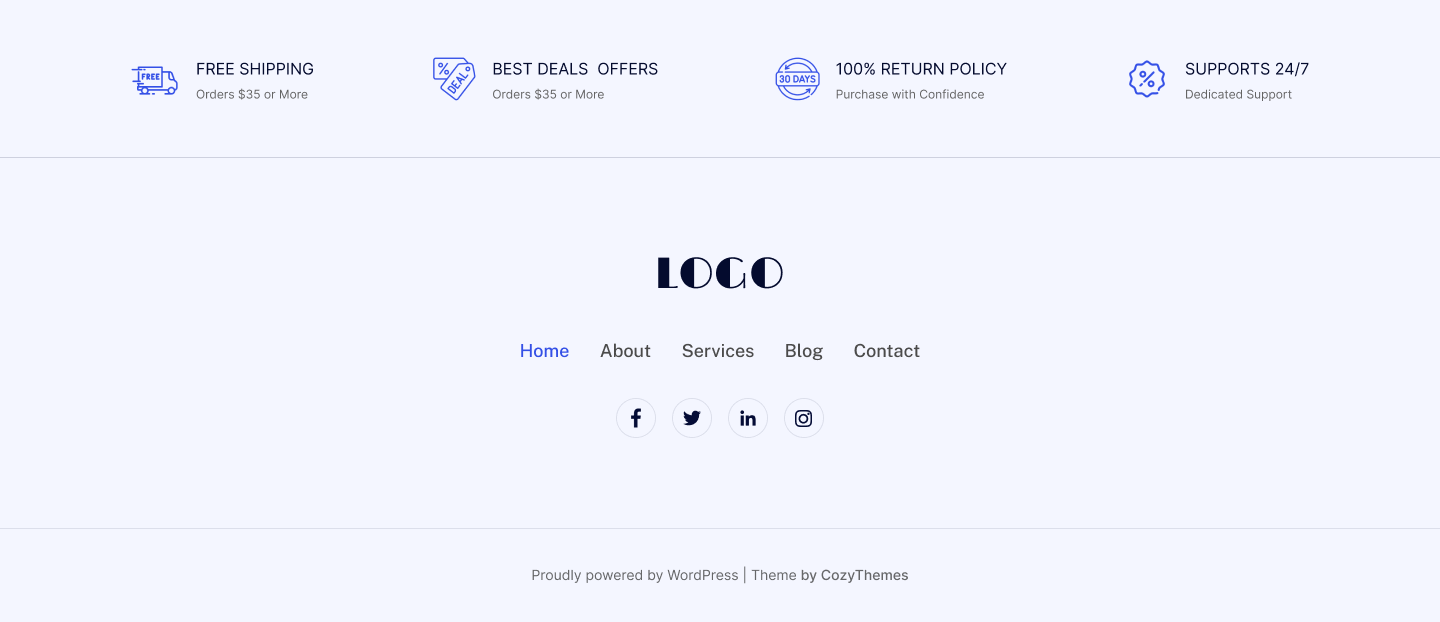 FREE
FREE SHIPPING
Orders $35 or More
%
DEAL
BEST DEALS  OFFERS
Orders $35 or More
30 DAYS
100% RETURN POLICY
Purchase with Confidence
%
SUPPORTS 24/7
Dedicated Support
LOGO
Home About Services Blog Contact
f in
Proudly powered by WordPress | Theme by CozyThemes